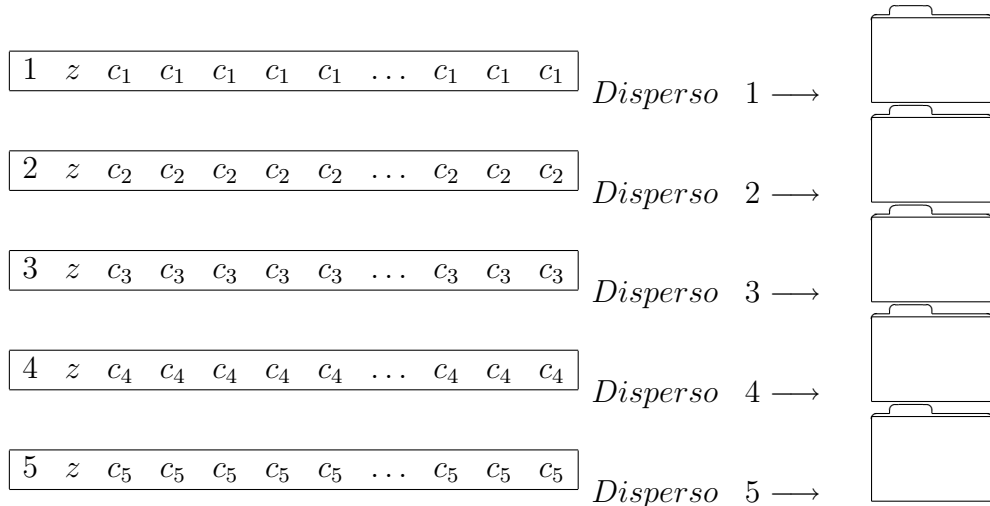 1 z c₁ c₁ c₁ c₁ c₁ … c₁ c₁ c₁
Disperso 1 ⟶
2 z c₂ c₂ c₂ c₂ c₂ … c₂ c₂ c₂
Disperso 2 ⟶
3 z c₃ c₃ c₃ c₃ c₃ … c₃ c₃ c₃
Disperso 3 ⟶
4 z c₄ c₄ c₄ c₄ c₄ … c₄ c₄ c₄
Disperso 4 ⟶
5 z c₅ c₅ c₅ c₅ c₅ … c₅ c₅ c₅
Disperso 5 ⟶